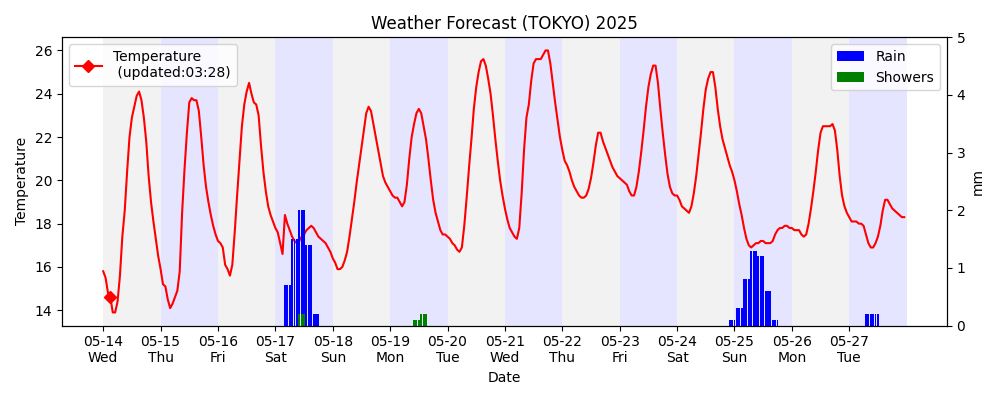 Weather Forecast (TOKYO) 2025
Temperature
(updated:03:28)
Rain
Showers
26
24
22
20
18
16
14
Temperature
5
4
3
2
1
0
mm
05-14 05-15 05-16 05-17 05-18 05-19 05-20 05-21 05-22 05-23 05-24 05-25 05-26 05-27
Wed Thu Fri Sat Sun Mon Tue Wed Thu Fri Sat Sun Mon Tue
Date